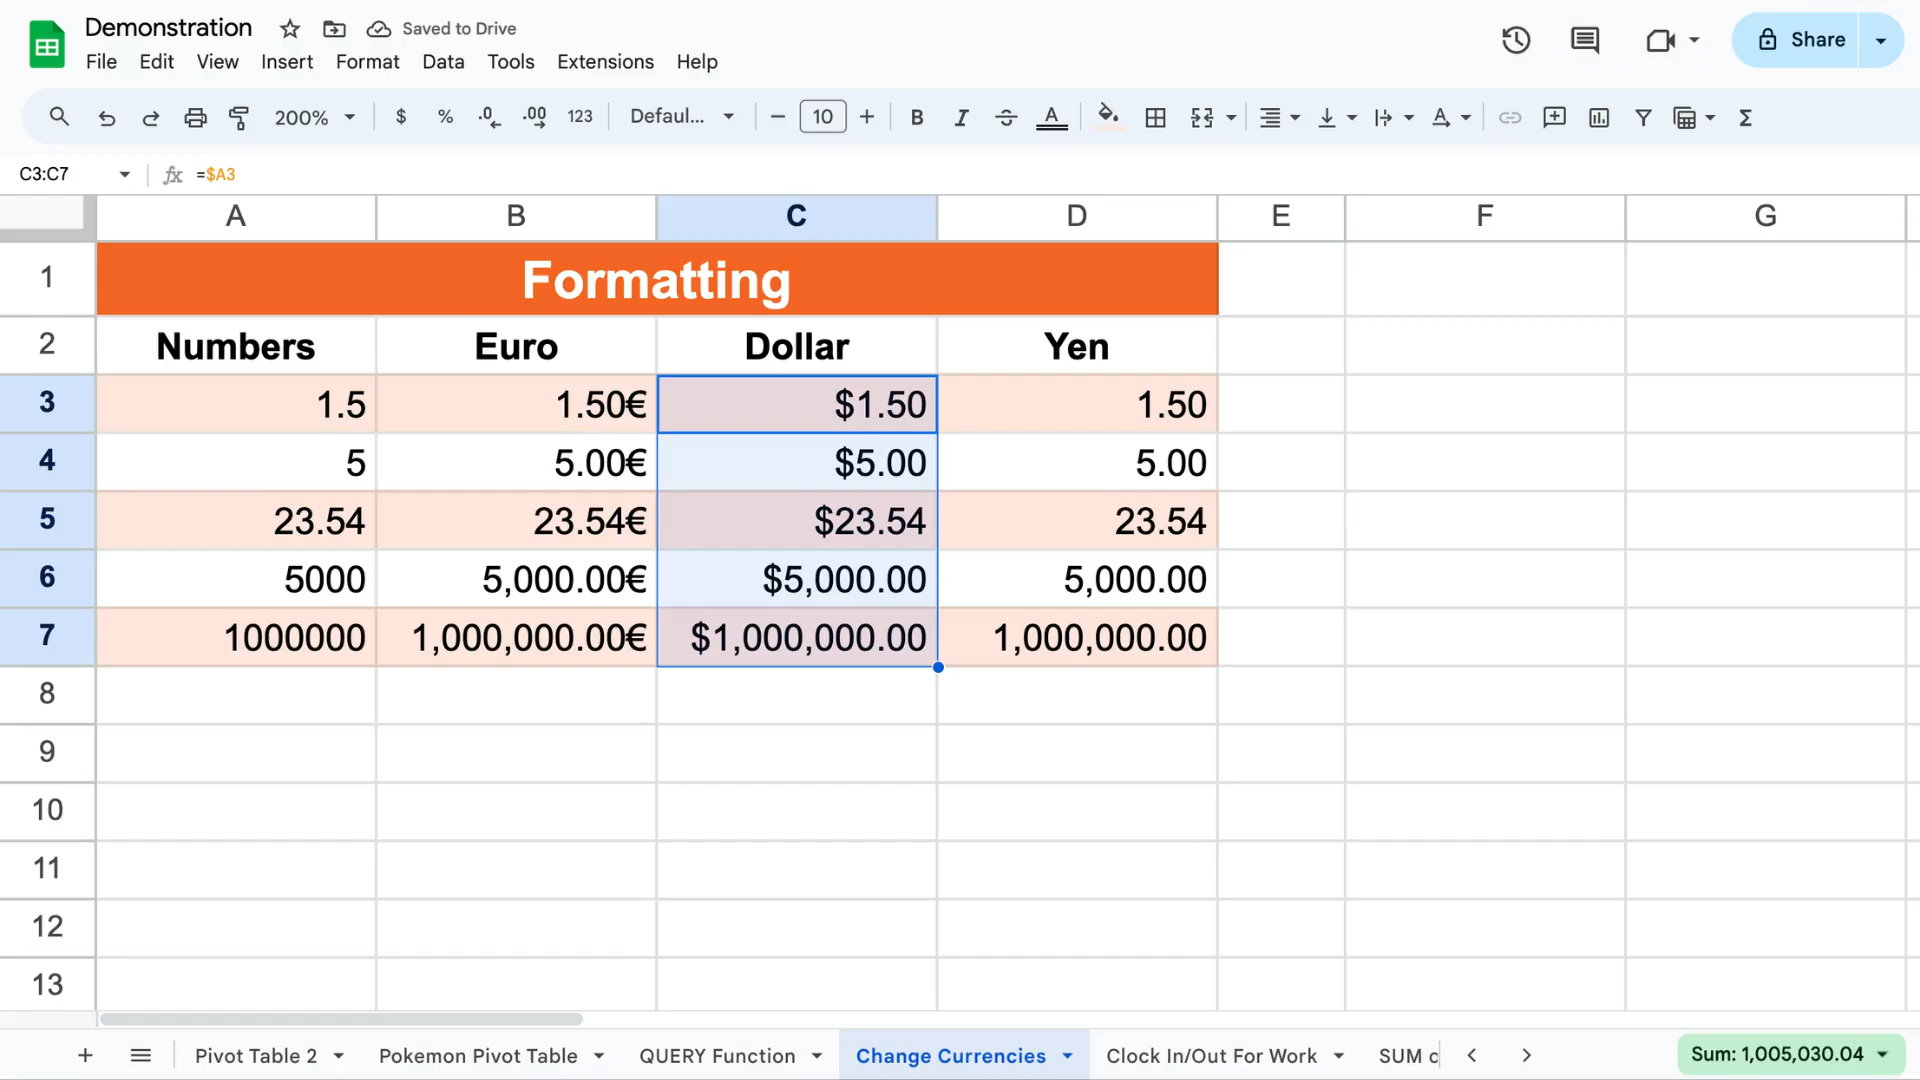 Demonstration Saved to Drive
File Edit View Insert Format Data Tools Extensions Help
Share
200% $ % .0 .00 123 Defaul... 10 B I A
C3:C7 fx =$A3
A B C D E F G
1 Formatting
2 Numbers Euro Dollar Yen
3 1.5 1.50€ $1.50 1.50
4 5 5.00€ $5.00 5.00
5 23.54 23.54€ $23.54 23.54
6 5000 5,000.00€ $5,000.00 5,000.00
7 1000000 1,000,000.00€ $1,000,000.00 1,000,000.00
8
9
10
11
12
13
Pivot Table 2 Pokemon Pivot Table QUERY Function Change Currencies Clock In/Out For Work SUM Sum: 1,005,030.04